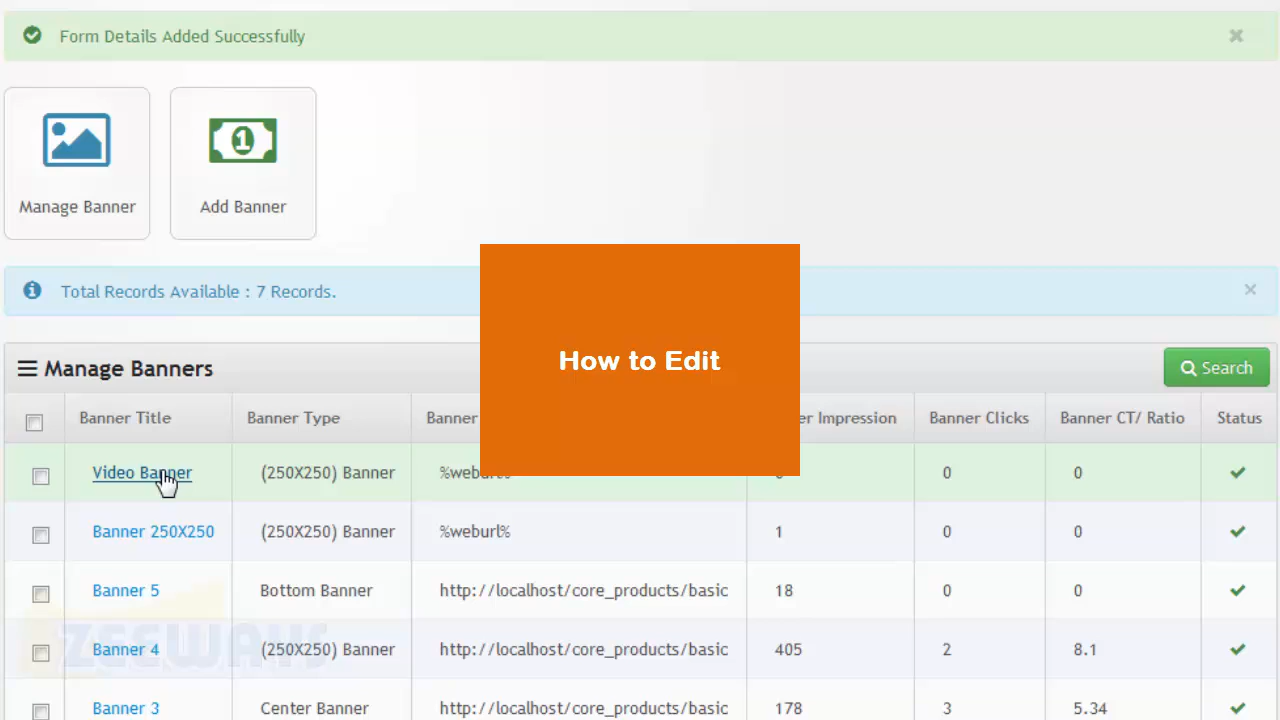 Form Details Added Successfully
Manage Banner
Add Banner
1
Total Records Available : 7 Records.
How to Edit
Manage Banners
Search
Banner Title Banner Type Banner er Impression Banner Clicks Banner CT/ Ratio Status
Video Banner (250X250) Banner %weburl% 0 0
Banner 250X250 (250X250) Banner %weburl% 1 0 0
Banner 5 Bottom Banner http://localhost/core_products/basic 18 0 0
Banner 4 (250X250) Banner http://localhost/core_products/basic 405 2 8.1
Banner 3 Center Banner http://localhost/core_products/basic 178 3 5.34
ZEEWAYS